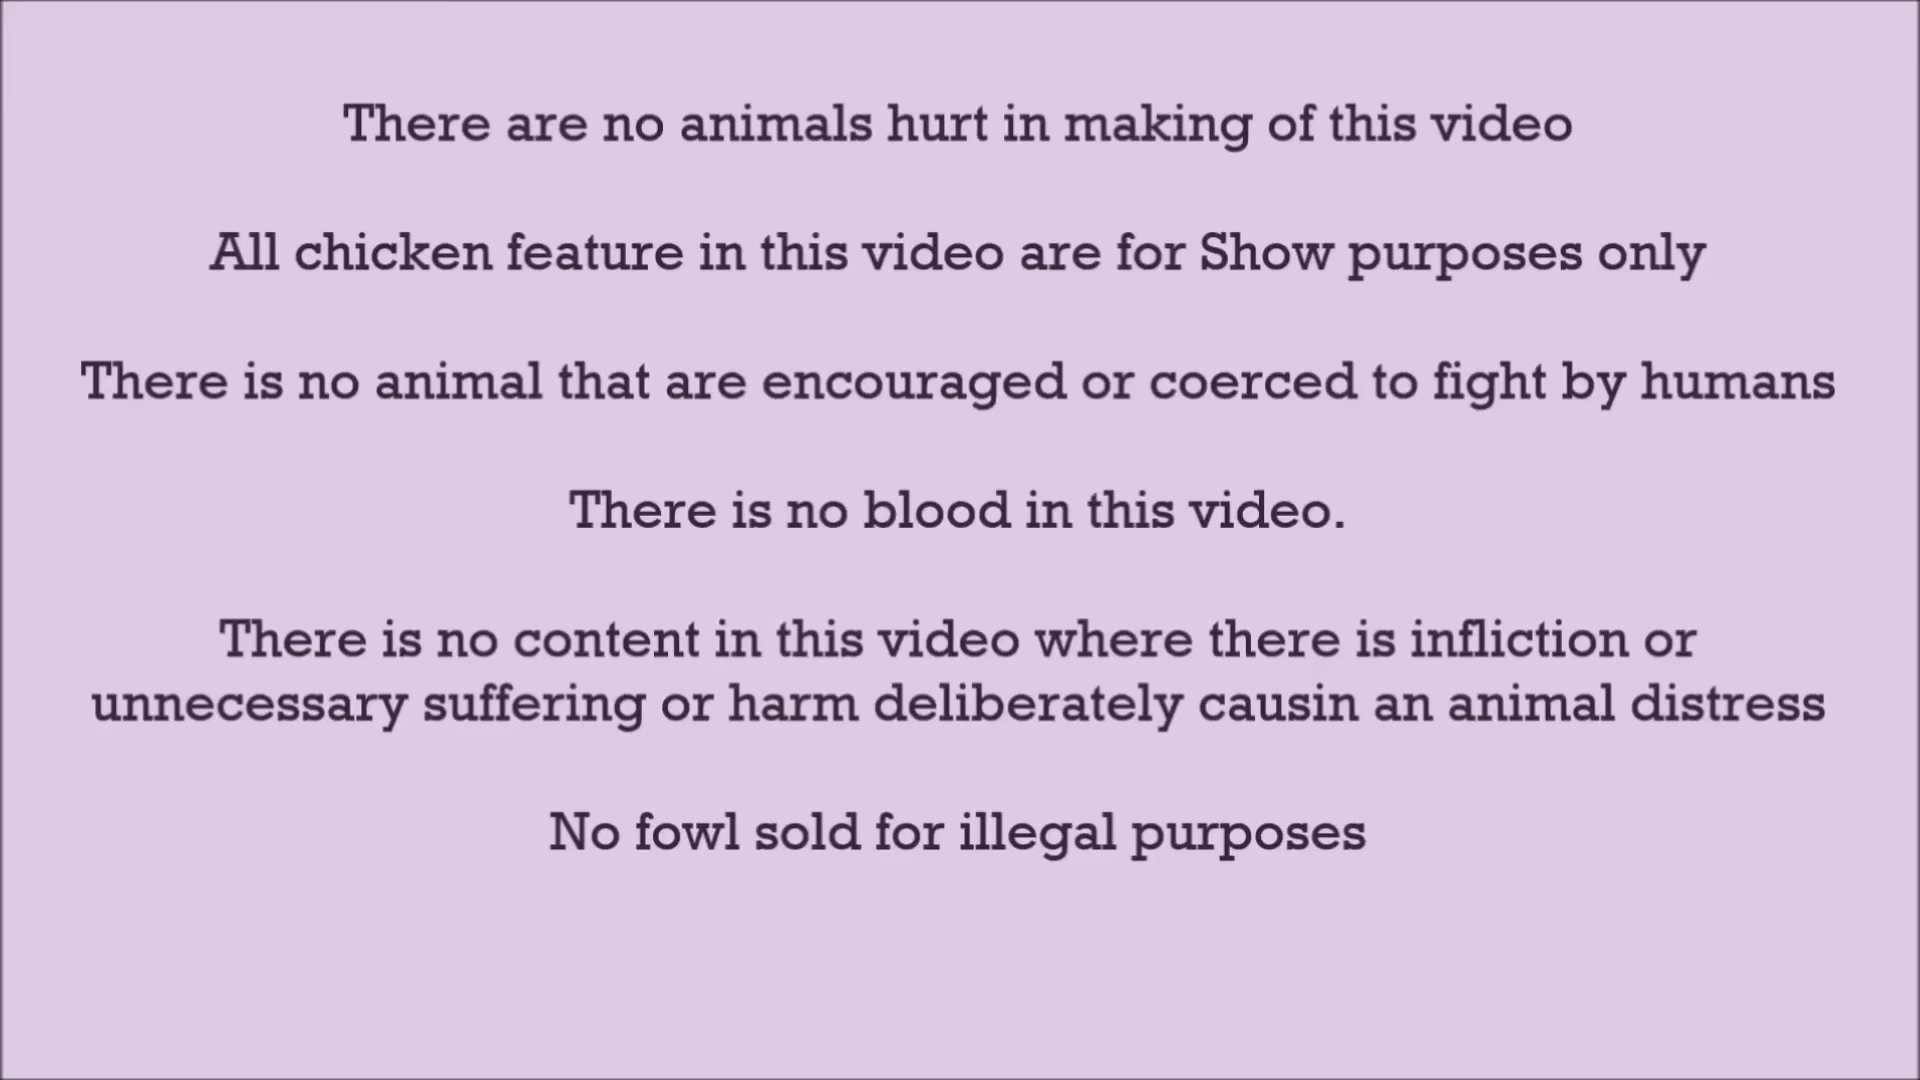 There are no animals hurt in making of this video
All chicken feature in this video are for Show purposes only
There is no animal that are encouraged or coerced to fight by humans
There is no blood in this video.
There is no content in this video where there is infliction or
unnecessary suffering or harm deliberately causin an animal distress
No fowl sold for illegal purposes